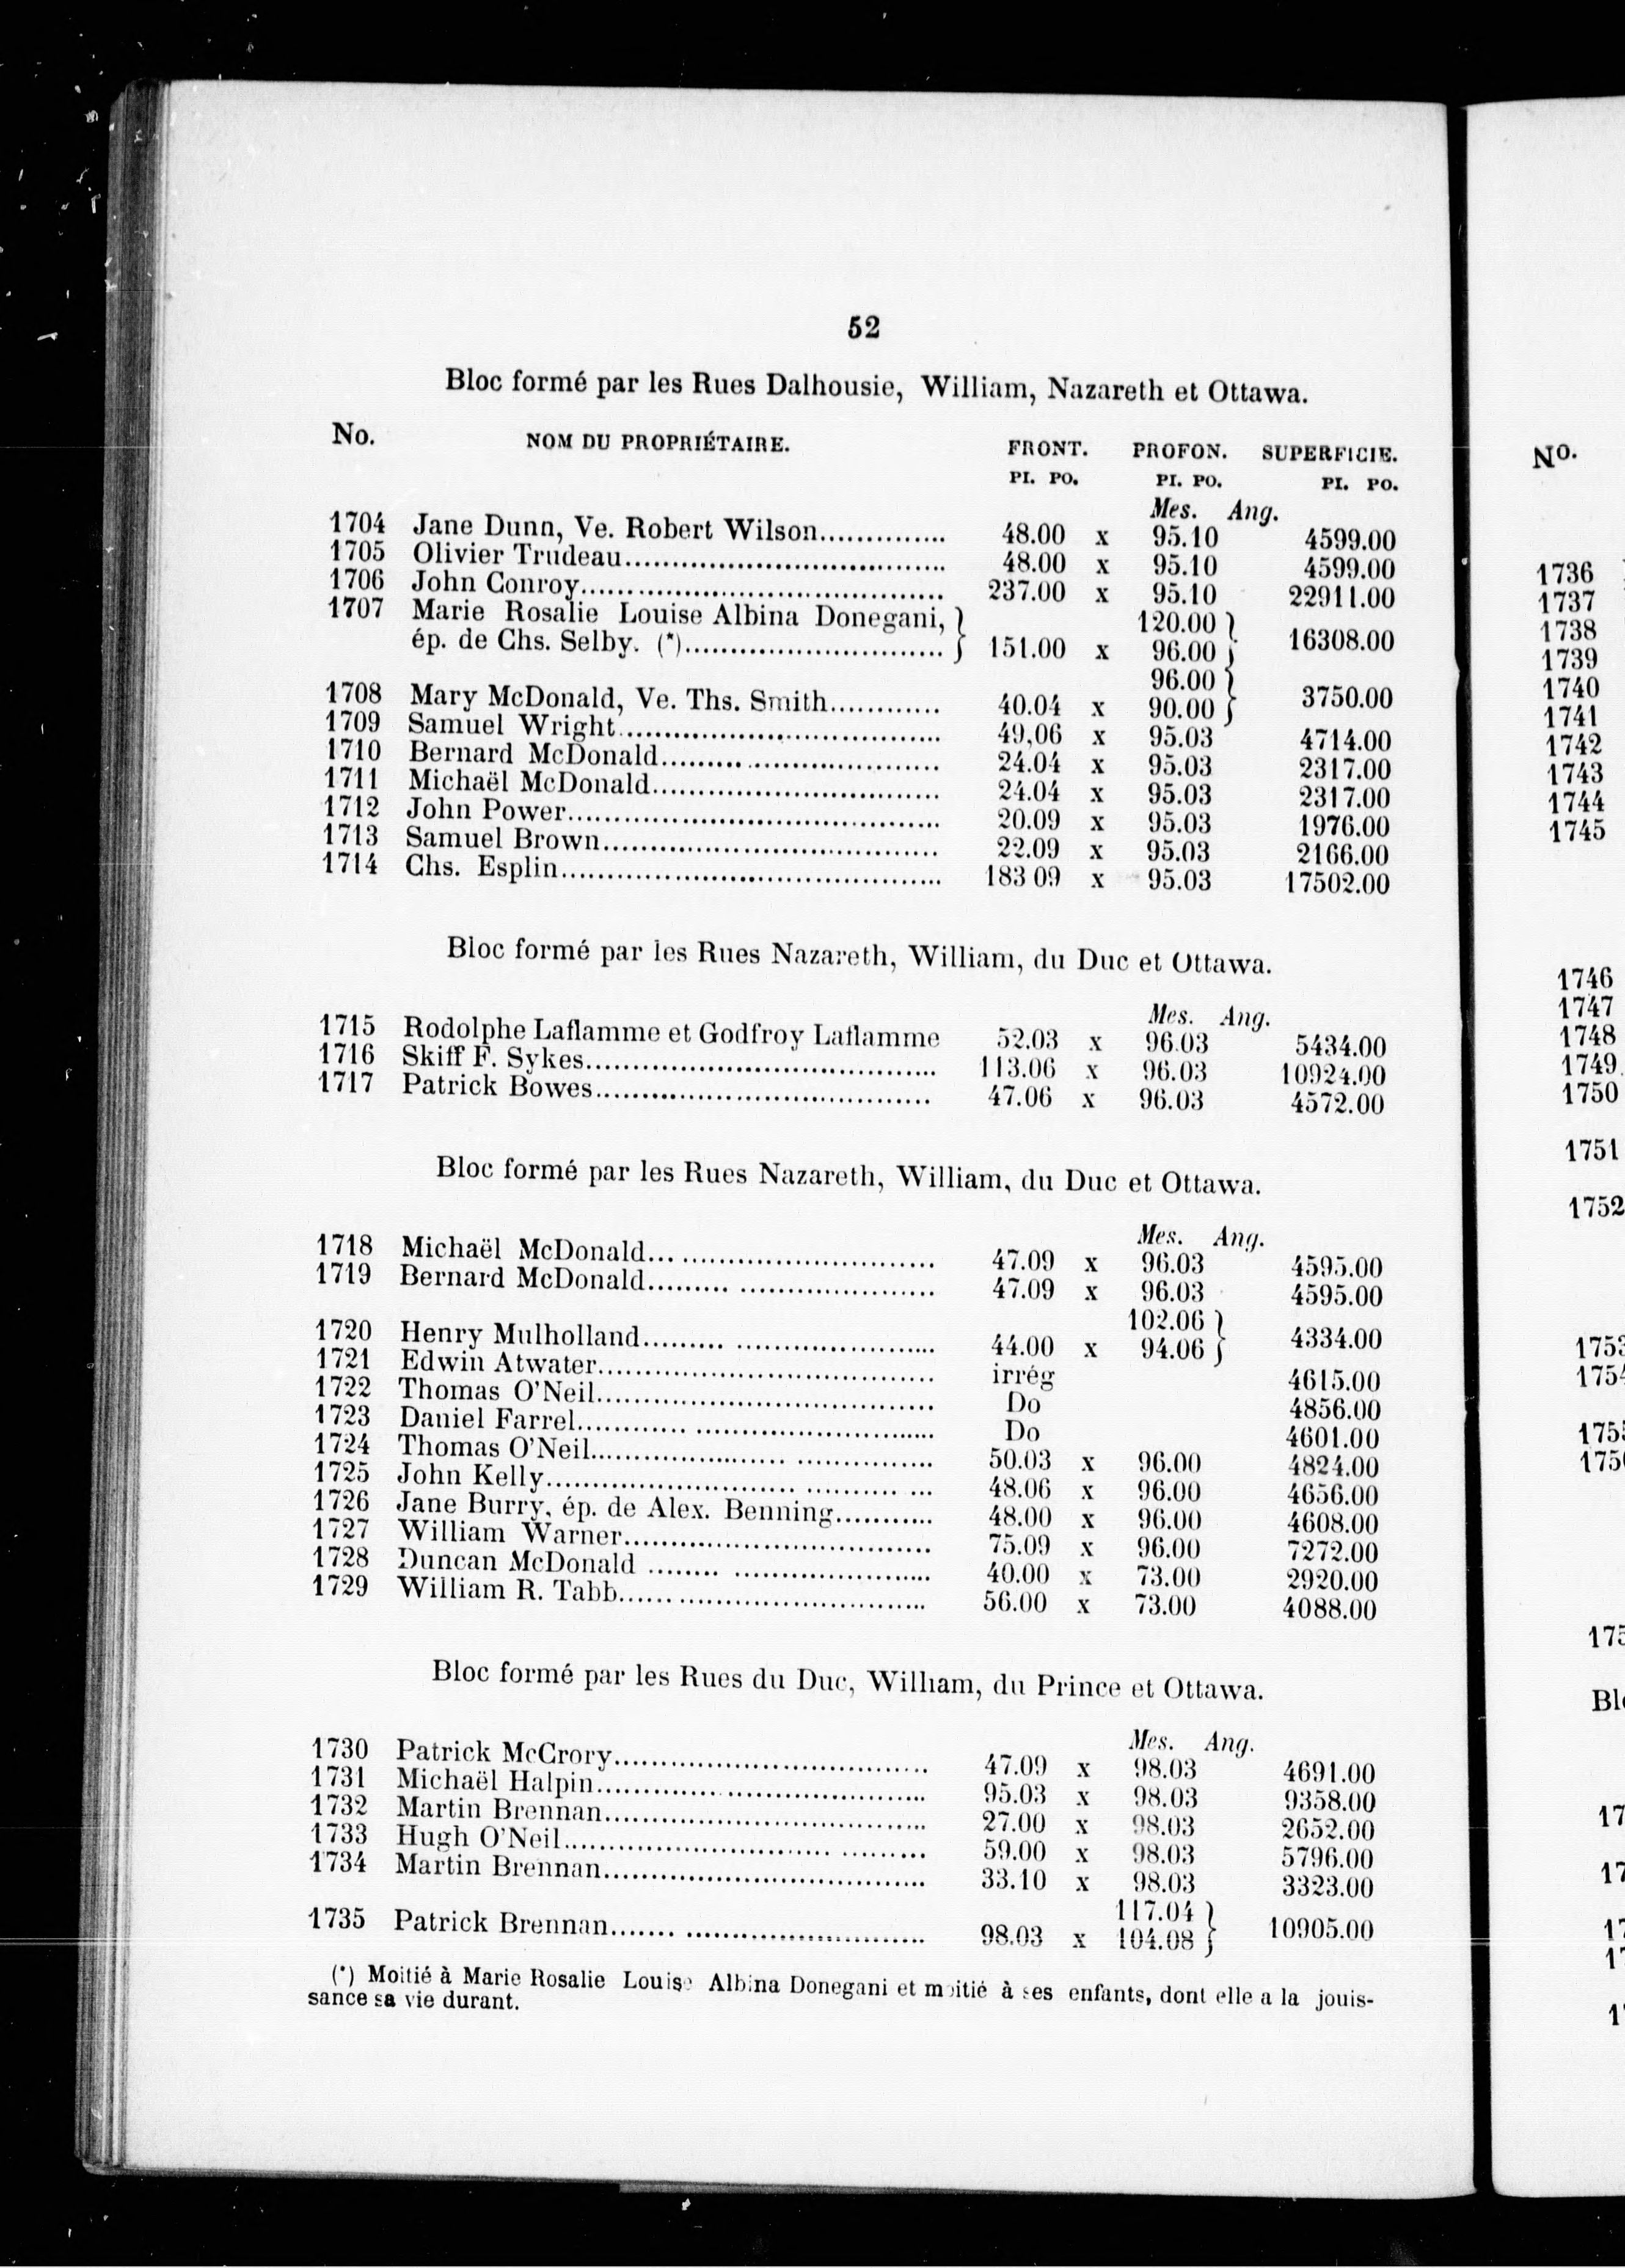 52
Bloc formé par les Rues Dalhousie, William, Nazareth et Ottawa.
No. NOM DU PROPRIÉTAIRE. FRONT. PROFON. SUPERFICIE.
PI. PO. PI. PO. PI. PO.
Mes. Ang.
1704 Jane Dunn, Ve. Robert Wilson.............. 48.00 x 95.10 4599.00
1705 Olivier Trudeau.................................... 48.00 x 95.10 4599.00
1706 John Conroy......................................... 237.00 x 95.10 22911.00
1707 Marie Rosalie Louise Albina Donegani, } 120.00 }
ép. de Chs. Selby. (*)............................. } 151.00 x 96.00 } 16308.00
96.00 }
1708 Mary McDonald, Ve. Ths. Smith............ 40.04 x 90.00 } 3750.00
1709 Samuel Wright.................................... 49,06 x 95.03 4714.00
1710 Bernard McDonald............................... 24.04 x 95.03 2317.00
1711 Michaël McDonald................................ 24.04 x 95.03 2317.00
1712 John Power.......................................... 20.09 x 95.03 1976.00
1713 Samuel Brown...................................... 22.09 x 95.03 2166.00
1714 Chs. Esplin........................................... 183 09 x 95.03 17502.00
Bloc formé par les Rues Nazareth, William, du Duc et Ottawa.
Mes. Ang.
1715 Rodolphe Laflamme et Godfroy Laflamme 52.03 x 96.03 5434.00
1716 Skiff F. Sykes....................................... 113.06 x 96.03 10924.00
1717 Patrick Bowes...................................... 47.06 x 96.03 4572.00
Bloc formé par les Rues Nazareth, William, du Duc et Ottawa.
Mes. Ang.
1718 Michaël McDonald................................ 47.09 x 96.03 4595.00
1719 Bernard McDonald............................... 47.09 x 96.03 4595.00
102.06 }
1720 Henry Mulholland................................ 44.00 x 94.06 } 4334.00
1721 Edwin Atwater..................................... irrég 4615.00
1722 Thomas O'Neil...................................... Do 4856.00
1723 Daniel Farrel........................................ Do 4601.00
1724 Thomas O'Neil...................................... 50.03 x 96.00 4824.00
1725 John Kelly........................................... 48.06 x 96.00 4656.00
1726 Jane Burry, ép. de Alex. Benning........... 48.00 x 96.00 4608.00
1727 William Warner................................... 75.09 x 96.00 7272.00
1728 Duncan McDonald ............................... 40.00 x 73.00 2920.00
1729 William R. Tabb.................................. 56.00 x 73.00 4088.00
Bloc formé par les Rues du Duc, William, du Prince et Ottawa.
Mes. Ang.
1730 Patrick McCrory................................... 47.09 x 98.03 4691.00
1731 Michaël Halpin..................................... 95.03 x 98.03 9358.00
1732 Martin Brennan.................................... 27.00 x 98.03 2652.00
1733 Hugh O'Neil......................................... 59.00 x 98.03 5796.00
1734 Martin Brennan.................................... 33.10 x 98.03 3323.00
117.04 }
1735 Patrick Brennan................................... 98.03 x 104.08 } 10905.00
(*) Moitié à Marie Rosalie Louise Albina Donegani et moitié à ses enfants, dont elle a la jouis-
sance sa vie durant.
No.
1736
1737
1738
1739
1740
1741
1742
1743
1744
1745
1746
1747
1748
1749.
1750
1751
1752